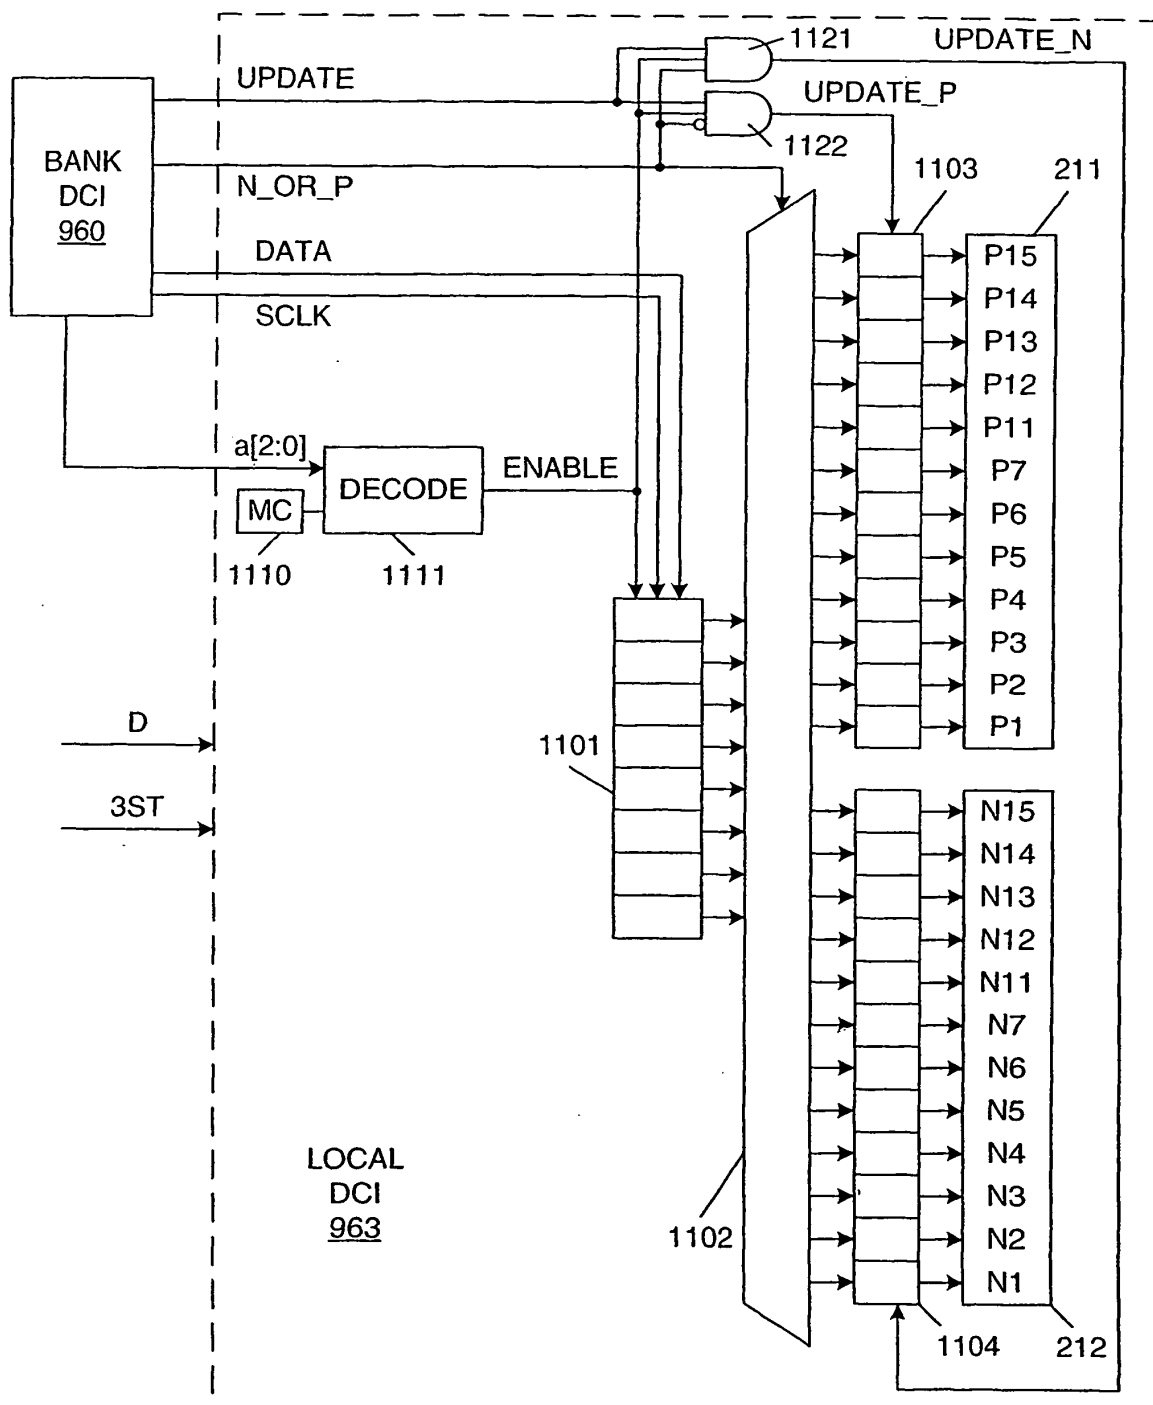 1121
UPDATE_N
UPDATE
UPDATE_P
BANK
DCI
960
1122
N_OR_P
1103
211
DATA
SCLK
P15
P14
P13
P12
P11
P7
P6
P5
P4
P3
P2
P1
a[2:0]
DECODE
ENABLE
MC
1110
1111
D
3ST
1101
N15
N14
N13
N12
N11
N7
N6
N5
N4
N3
N2
N1
LOCAL
DCI
963
1102
1104
212